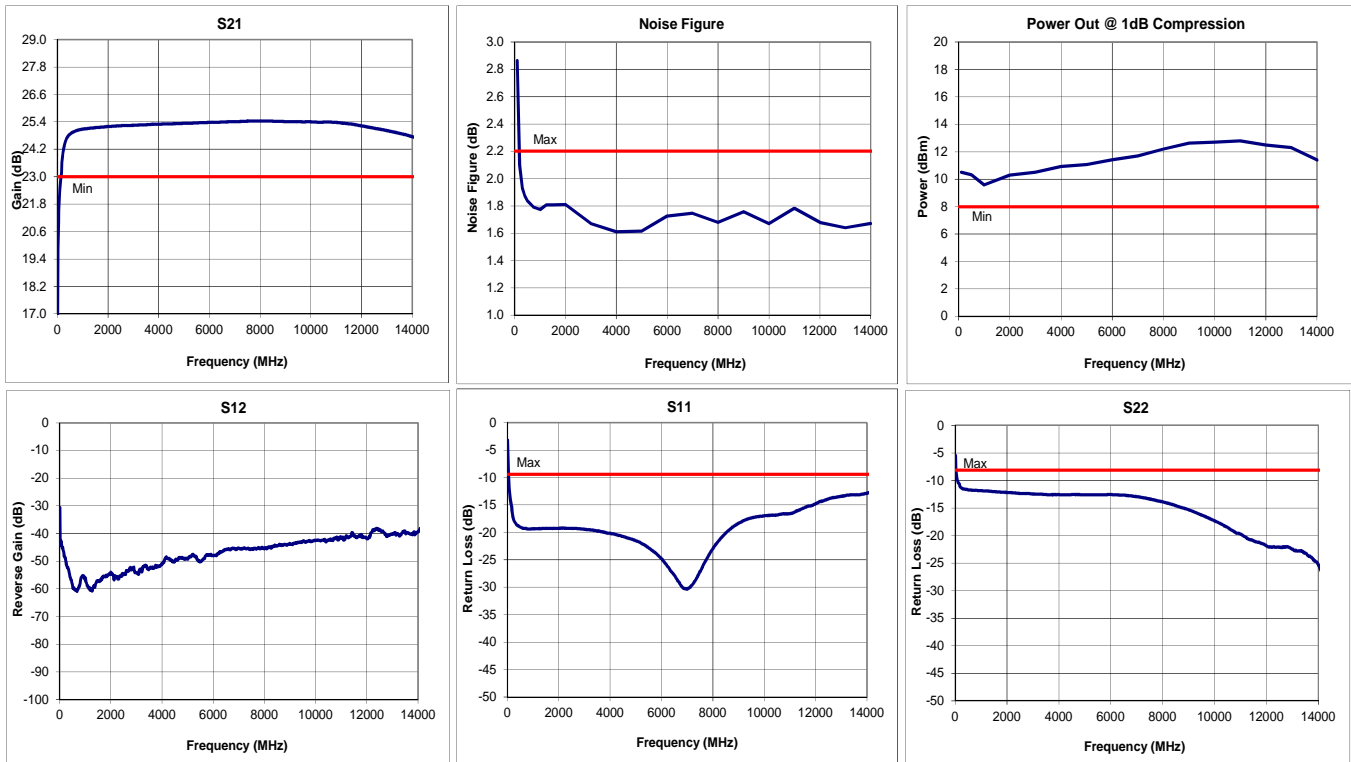 S21
Gain (dB)
29.0
27.8
26.6
25.4
24.2
23.0
21.8
20.6
19.4
18.2
17.0
Min
0 2000 4000 6000 8000 10000 12000 14000
Frequency (MHz)
Noise Figure
Noise Figure (dB)
3.0
2.8
2.6
2.4
2.2
2.0
1.8
1.6
1.4
1.2
1.0
Max
0 2000 4000 6000 8000 10000 12000 14000
Frequency (MHz)
Power Out @ 1dB Compression
Power (dBm)
20
18
16
14
12
10
8
6
4
2
0
Min
0 2000 4000 6000 8000 10000 12000 14000
Frequency (MHz)
S12
Reverse Gain (dB)
0
-10
-20
-30
-40
-50
-60
-70
-80
-90
-100
0 2000 4000 6000 8000 10000 12000 14000
Frequency (MHz)
S11
Return Loss (dB)
0
-5
-10
-15
-20
-25
-30
-35
-40
-45
-50
Max
0 2000 4000 6000 8000 10000 12000 14000
Frequency (MHz)
S22
Return Loss (dB)
0
-5
-10
-15
-20
-25
-30
-35
-40
-45
-50
Max
0 2000 4000 6000 8000 10000 12000 14000
Frequency (MHz)